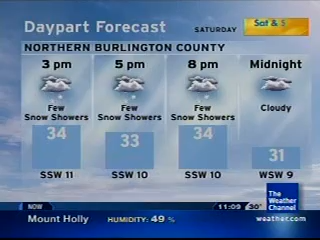 Daypart Forecast
SATURDAY
Sat & S
NORTHERN BURLINGTON COUNTY
3 pm 5 pm 8 pm Midnight
Few Few Few Cloudy
Snow Showers Snow Showers Snow Showers
34 33 34 31
SSW 11 SSW 10 SSW 10 WSW 9
The
Weather
Channel
NOW 11:09 30°
Mount Holly HUMIDITY: 49 % weather.com